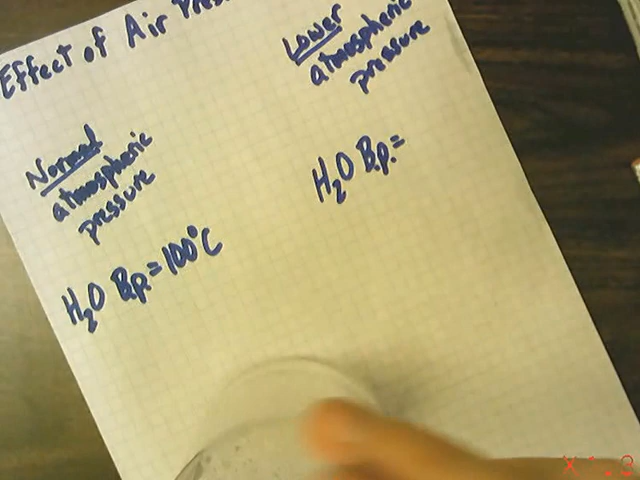 Effect of Air Pres
Normal
atmospheric
pressure
H₂O B.p. = 100°C
Lower
atmospheric
pressure
H₂O B.p. =